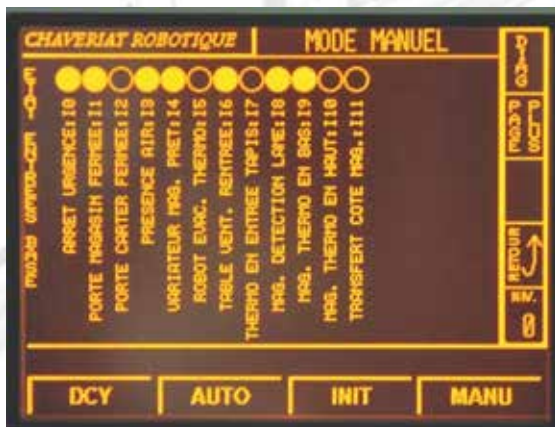 CHAVERIAT ROBOTIQUE
MODE MANUEL
DIAG
PLUS
PAGE
RETOUR
NIV.
0
ETAT ENTREES
ARRET URGENCE:I0
PORTE MAGASIN FERMEE:I1
PORTE CARTER FERMEE:I2
PRESENCE AIR:I3
VARIATEUR MAG. PRET:I4
ROBOT EVAC. THERMO:I5
TABLE VENT. RENTREE:I6
THERMO EN ENTREE TAPIS:I7
MAG. DETECTION LAME:I8
MAG. THERMO EN BAS:I9
MAG. THERMO EN HAUT:I10
TRANSFERT COTE MAG.:I11
DCY
AUTO
INIT
MANU